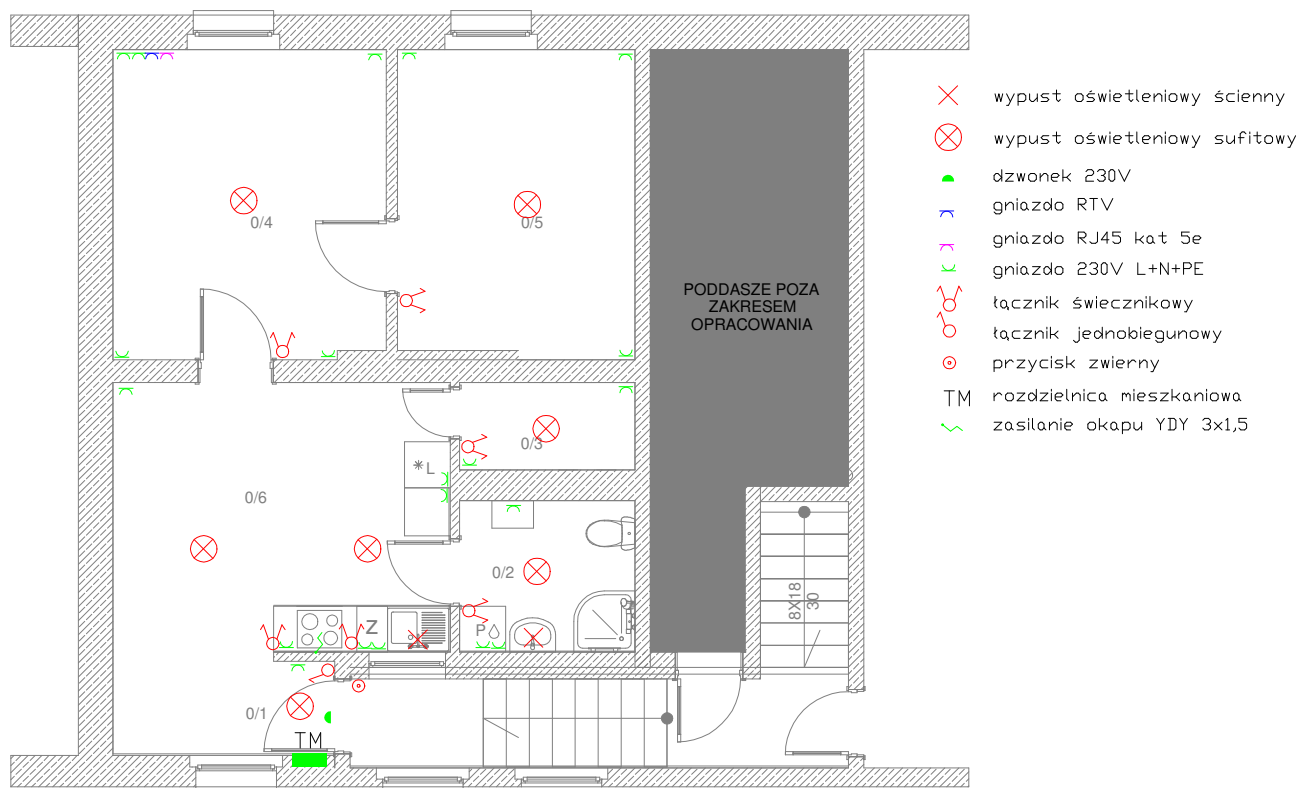 wypust oświetleniowy ścienny
wypust oświetleniowy sufitowy
dzwonek 230V
gniazdo RTV
gniazdo RJ45 kat 5e
gniazdo 230V L+N+PE
łącznik świecznikowy
łącznik jednobiegunowy
przycisk zwierny
TM rozdzielnica mieszkaniowa
zasilanie okapu YDY 3x1,5
0/4
0/5
PODDASZE POZA
ZAKRESEM
OPRACOWANIA
0/3
L
0/6
0/2
8X18
30
Z
P
0/1
TM